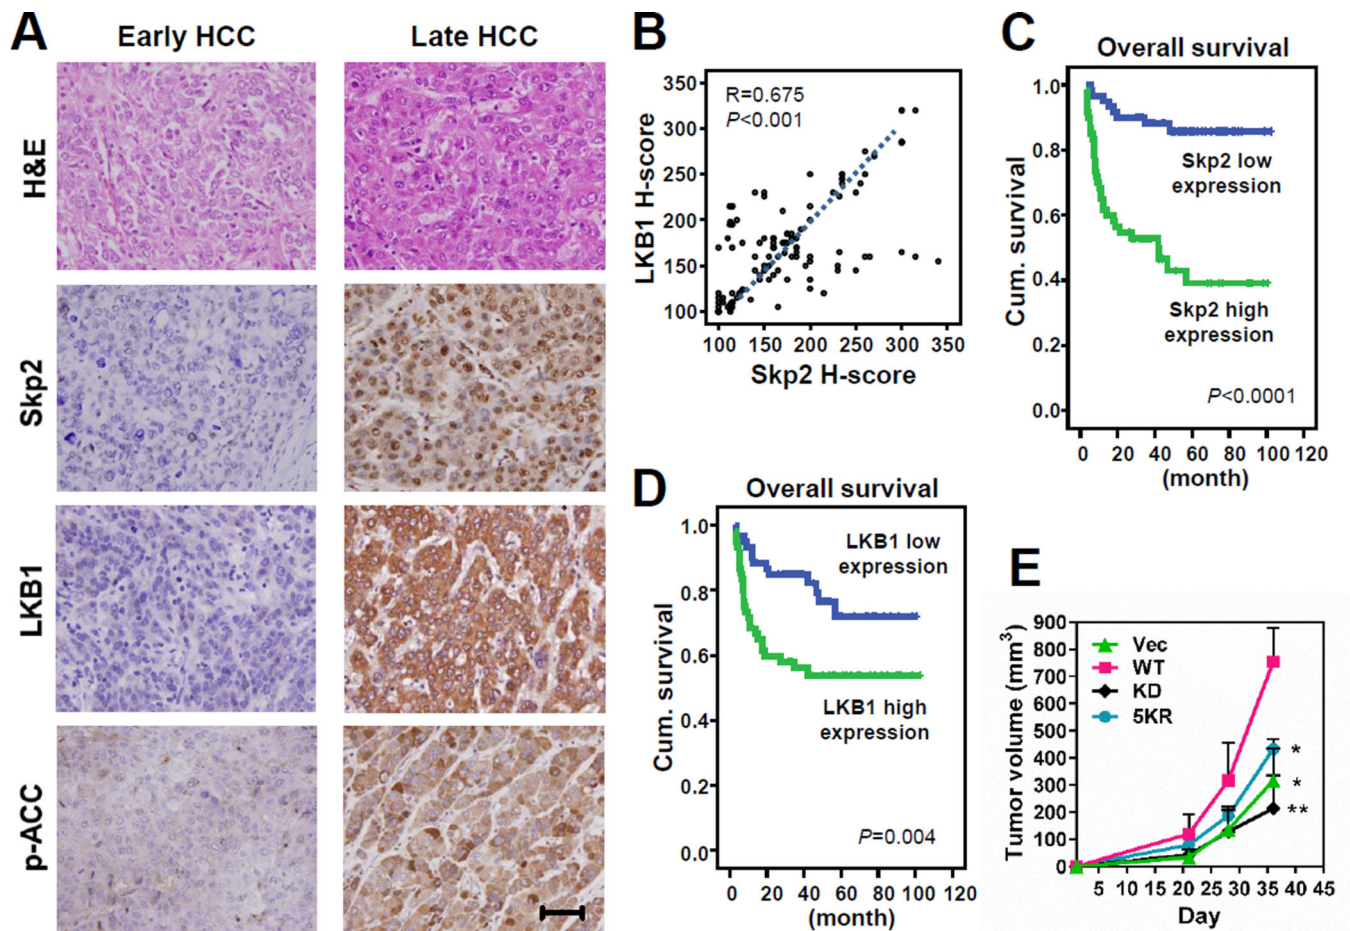 A
Early HCC
Late HCC
H&E
Skp2
LKB1
p-ACC
B
R=0.675
P<0.001
LKB1 H-score
350
300
250
200
150
100
100 150 200 250 300 350
Skp2 H-score
C
Overall survival
Cum. survival
1.0
0.8
0.6
0.4
0.2
0.0
Skp2 low
expression
Skp2 high
expression
P<0.0001
0 20 40 60 80 100 120
(month)
D
Overall survival
Cum. survival
1.0
0.8
0.6
0.4
0.2
0.0
LKB1 low
expression
LKB1 high
expression
P=0.004
0 20 40 60 80 100 120
(month)
E
Tumor volume (mm³)
900
800
700
600
500
400
300
200
100
0
Vec
WT
KD
5KR
*
*
**
5 10 15 20 25 30 35 40 45
Day